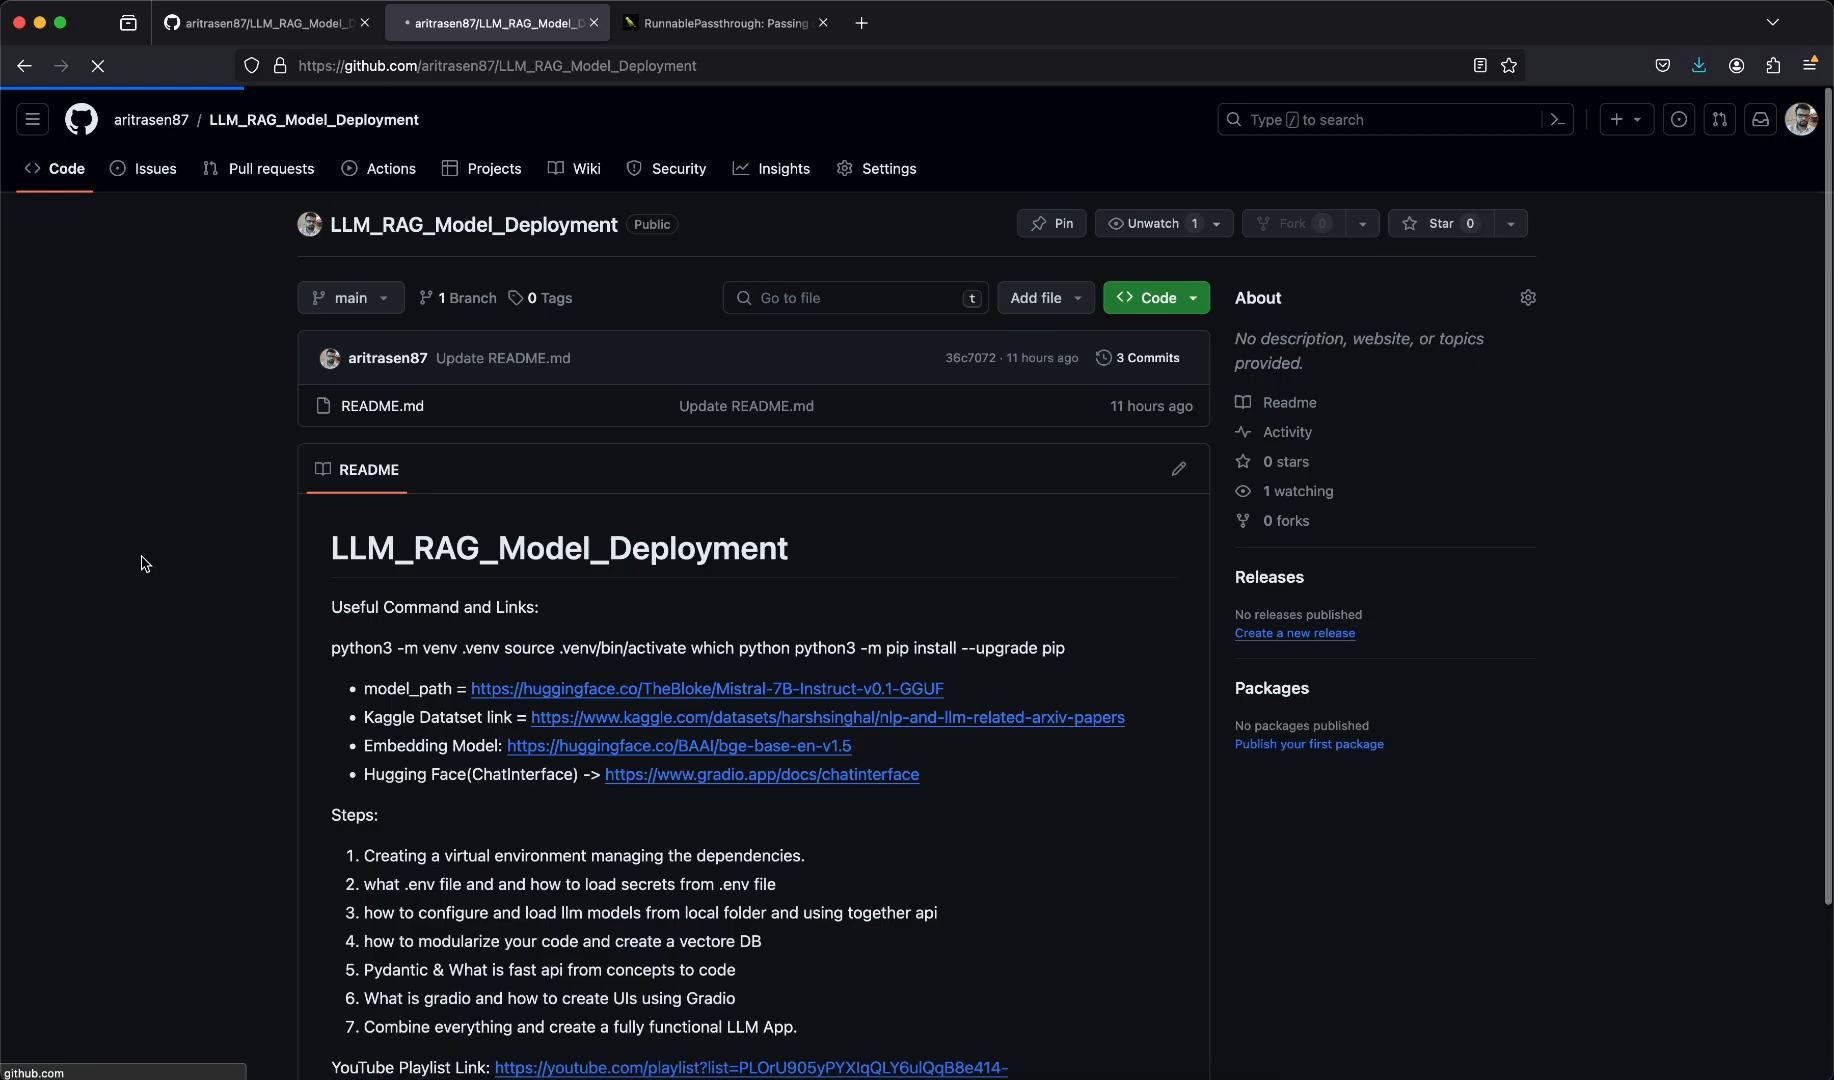 aritrasen87/LLM_RAG_Model_D
aritrasen87/LLM_RAG_Model_D
RunnablePassthrough: Passing
https://github.com/aritrasen87/LLM_RAG_Model_Deployment
aritrasen87 / LLM_RAG_Model_Deployment
Type / to search
Code Issues Pull requests Actions Projects Wiki Security Insights Settings
LLM_RAG_Model_Deployment Public
Pin Unwatch 1 Fork 0 Star 0
main 1 Branch 0 Tags Go to file t Add file Code
About
No description, website, or topics
provided.
aritrasen87 Update README.md 36c7072 · 11 hours ago 3 Commits
README.md Update README.md 11 hours ago
Readme
Activity
0 stars
1 watching
0 forks
Releases
No releases published
Create a new release
Packages
No packages published
Publish your first package
README
LLM_RAG_Model_Deployment
Useful Command and Links:
python3 -m venv .venv source .venv/bin/activate which python python3 -m pip install --upgrade pip
• model_path = https://huggingface.co/TheBloke/Mistral-7B-Instruct-v0.1-GGUF
• Kaggle Datatset link = https://www.kaggle.com/datasets/harshsinghal/nlp-and-llm-related-arxiv-papers
• Embedding Model: https://huggingface.co/BAAI/bge-base-en-v1.5
• Hugging Face(ChatInterface) -> https://www.gradio.app/docs/chatinterface
Steps:
1. Creating a virtual environment managing the dependencies.
2. what .env file and and how to load secrets from .env file
3. how to configure and load llm models from local folder and using together api
4. how to modularize your code and create a vectore DB
5. Pydantic & What is fast api from concepts to code
6. What is gradio and how to create UIs using Gradio
7. Combine everything and create a fully functional LLM App.
YouTube Playlist Link: https://youtube.com/playlist?list=PLOrU905yPYXIqQLY6ulQqB8e414-
github.com